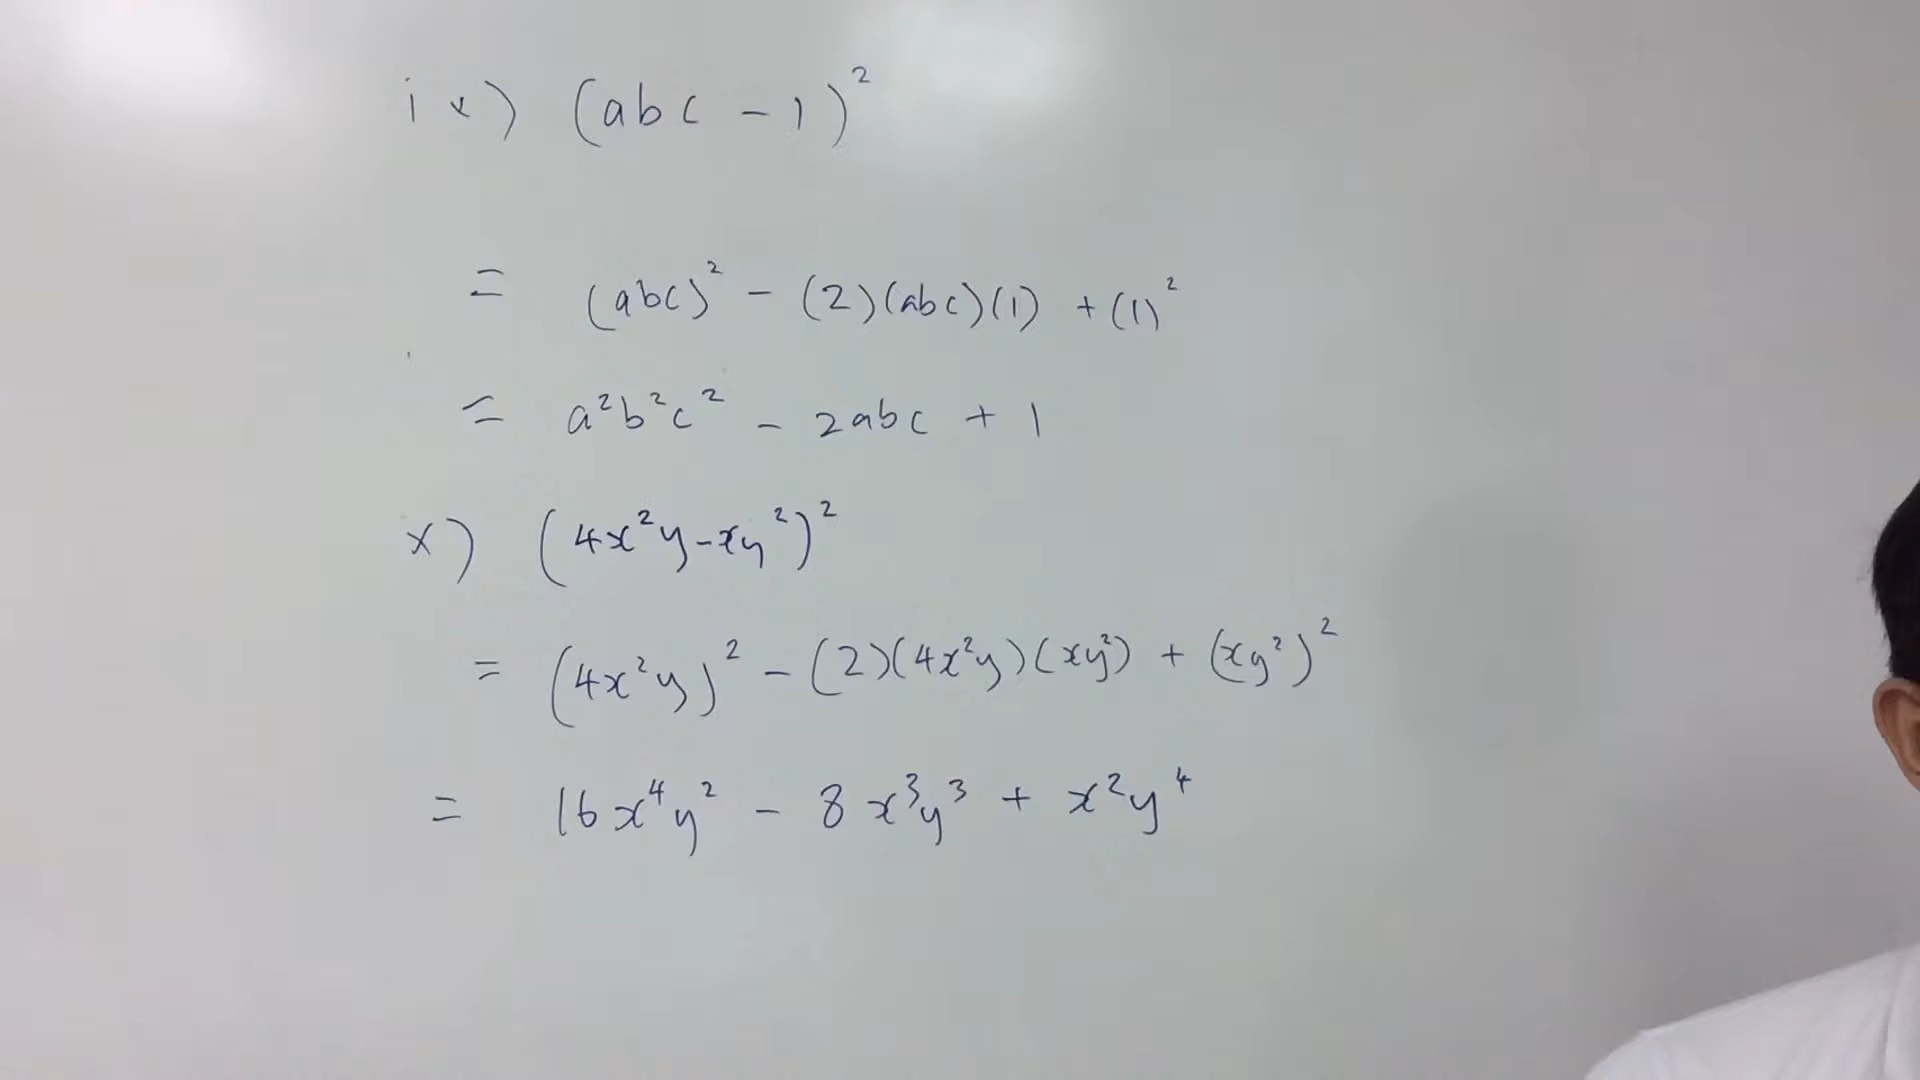 ix) (abc - 1)²
= (abc)² - (2)(abc)(1) + (1)²
= a²b²c² - 2abc + 1
x) (4x²y-xy²)²
= (4x²y)² - (2)(4x²y)(xy²) + (xy²)²
= 16x⁴y² - 8x³y³ + x²y⁴